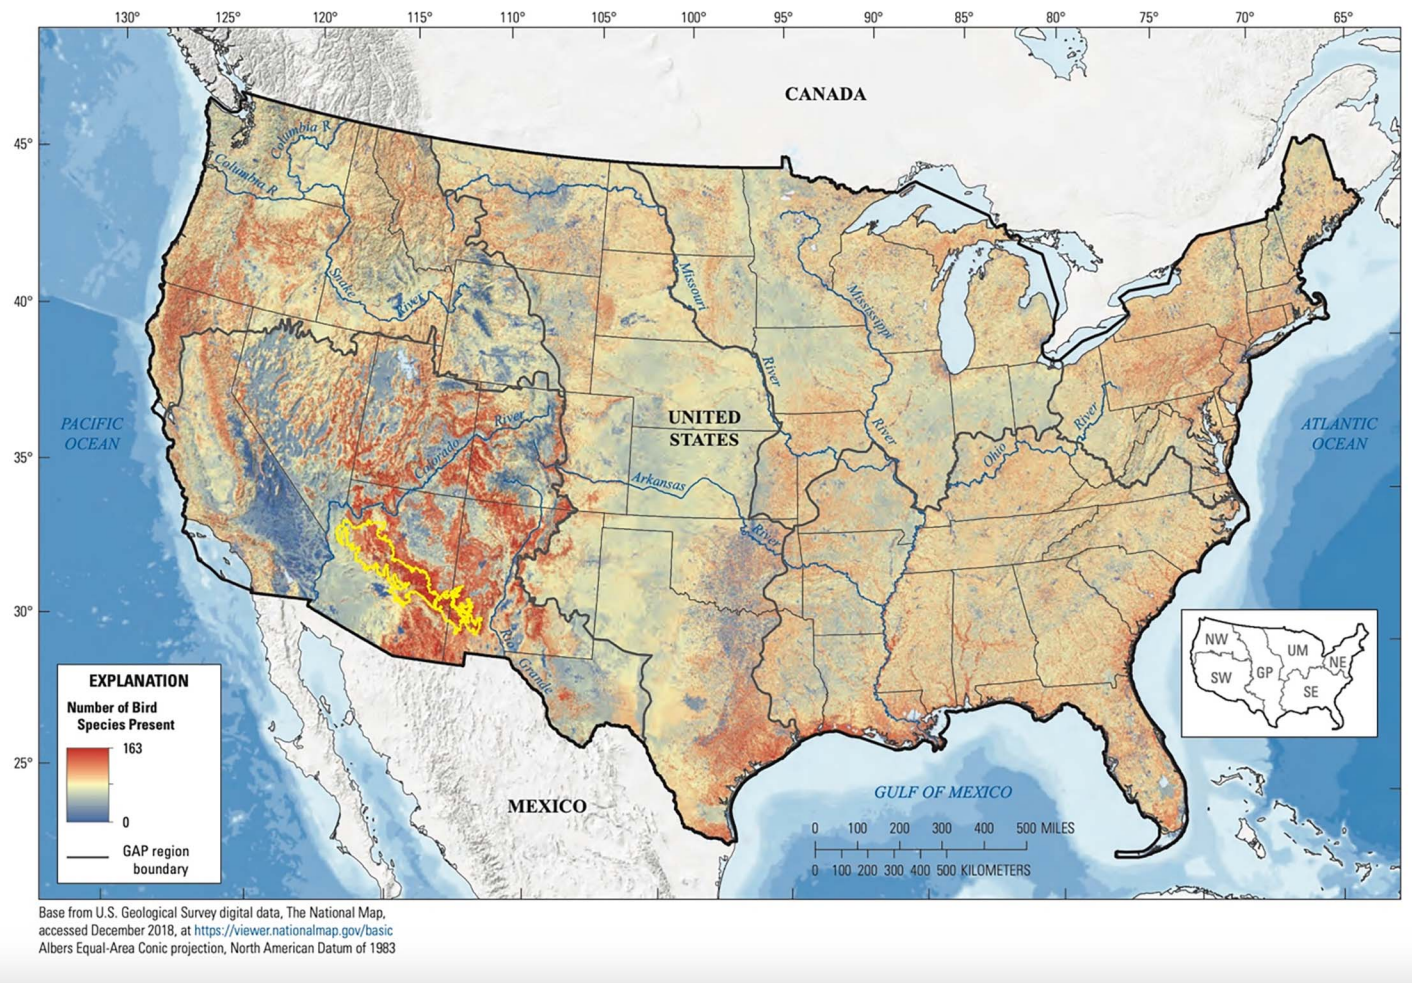 130° 125° 120° 115° 110° 105° 100° 95° 90° 85° 80° 75° 70° 65°
CANADA
45°
Columbia R
Columbia R
40°
Snake
River
Missouri
River
Mississippi
River
PACIFIC
OCEAN
UNITED
STATES
ATLANTIC
OCEAN
35°
Colorado
River
Arkansas
River
Ohio
River
30°
Rio
Grande
NW
SW
GP
UM
NE
SE
25°
MEXICO
GULF OF MEXICO
0 100 200 300 400 500 MILES
0 100 200 300 400 500 KILOMETERS
EXPLANATION
Number of Bird
Species Present
163
0
GAP region
boundary
Base from U.S. Geological Survey digital data, The National Map,
accessed December 2018, at https://viewer.nationalmap.gov/basic
Albers Equal-Area Conic projection, North American Datum of 1983